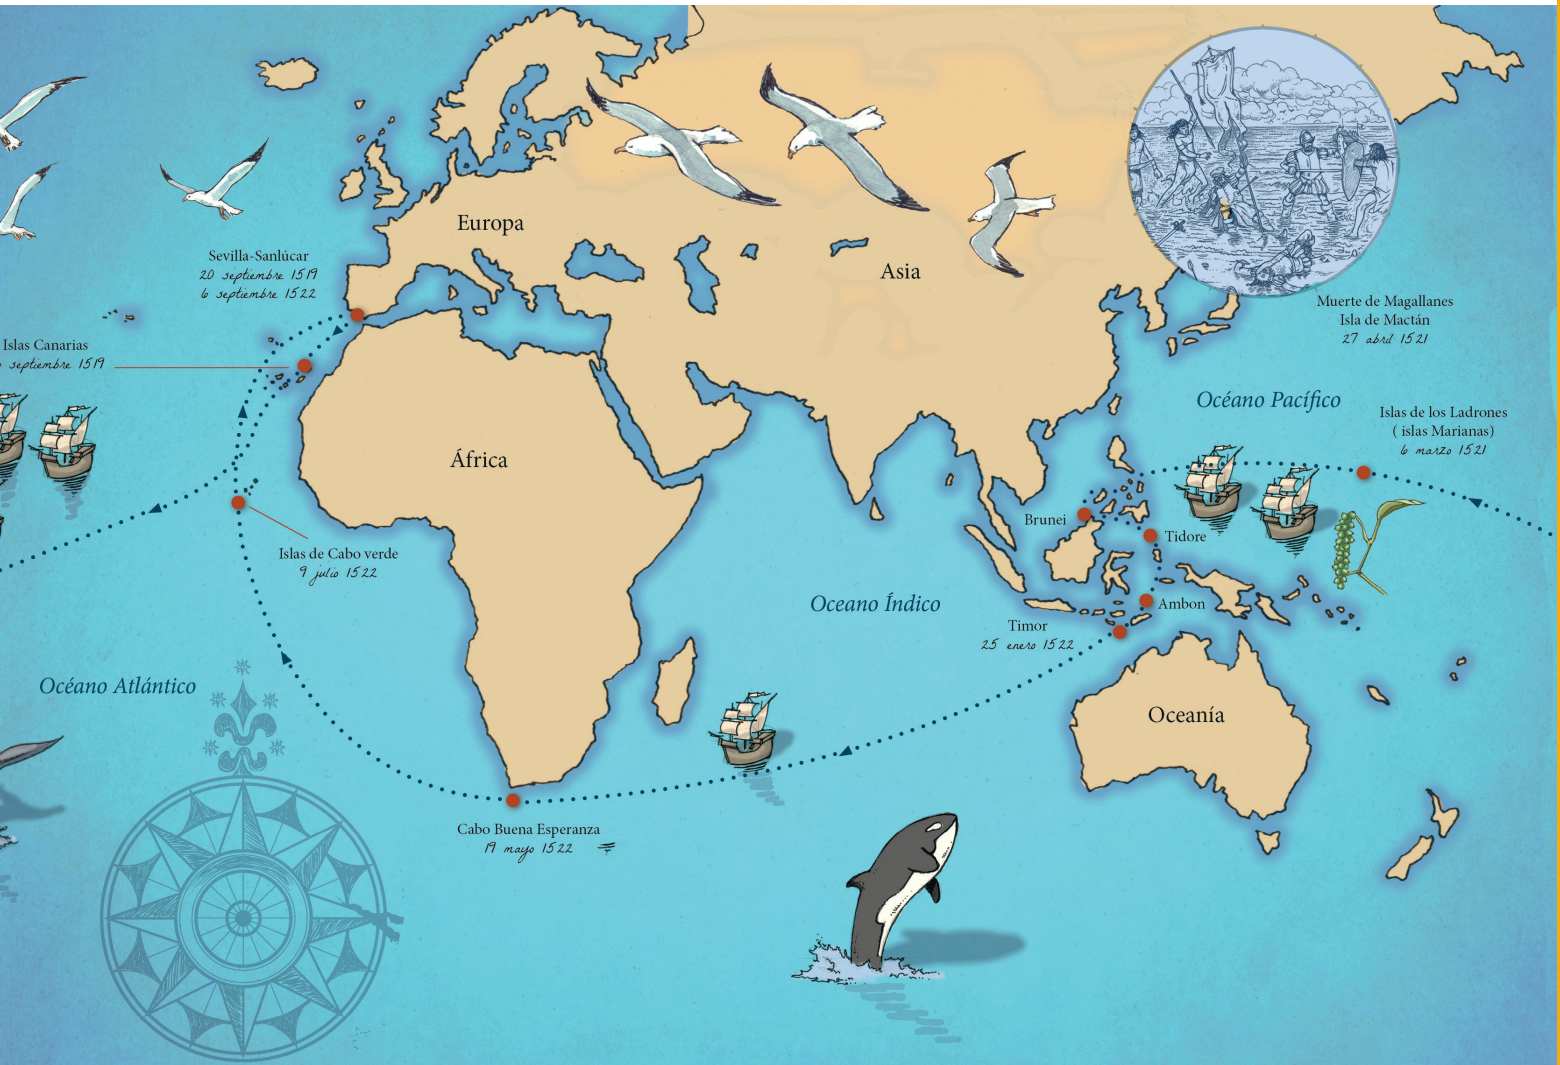 Europa
Asia
Sevilla-Sanlúcar
20 septiembre 1519
6 septiembre 1522
Muerte de Magallanes
Isla de Mactán
27 abril 1521
Islas Canarias
septiembre 1519
Océano Pacífico
Islas de los Ladrones
( islas Marianas)
6 marzo 1521
África
Brunei
Tidore
Islas de Cabo verde
9 julio 1522
Oceano Índico
Ambon
Timor
25 enero 1522
Océano Atlántico
Oceanía
Cabo Buena Esperanza
19 mayo 1522